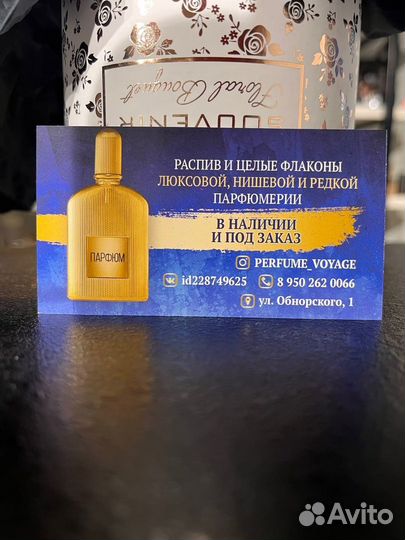 Floral Bouquet
SOUVENIR
РАСПИВ И ЦЕЛЫЕ ФЛАКОНЫ
ЛЮКСОВОЙ, НИШЕВОЙ И РЕДКОЙ
ПАРФЮМЕРИИ
В НАЛИЧИИ
И ПОД ЗАКАЗ
ПАРФЮМ
PERFUME_VOYAGE
id228749625 8 950 262 0066
ул. Обнорского, 1
Avito